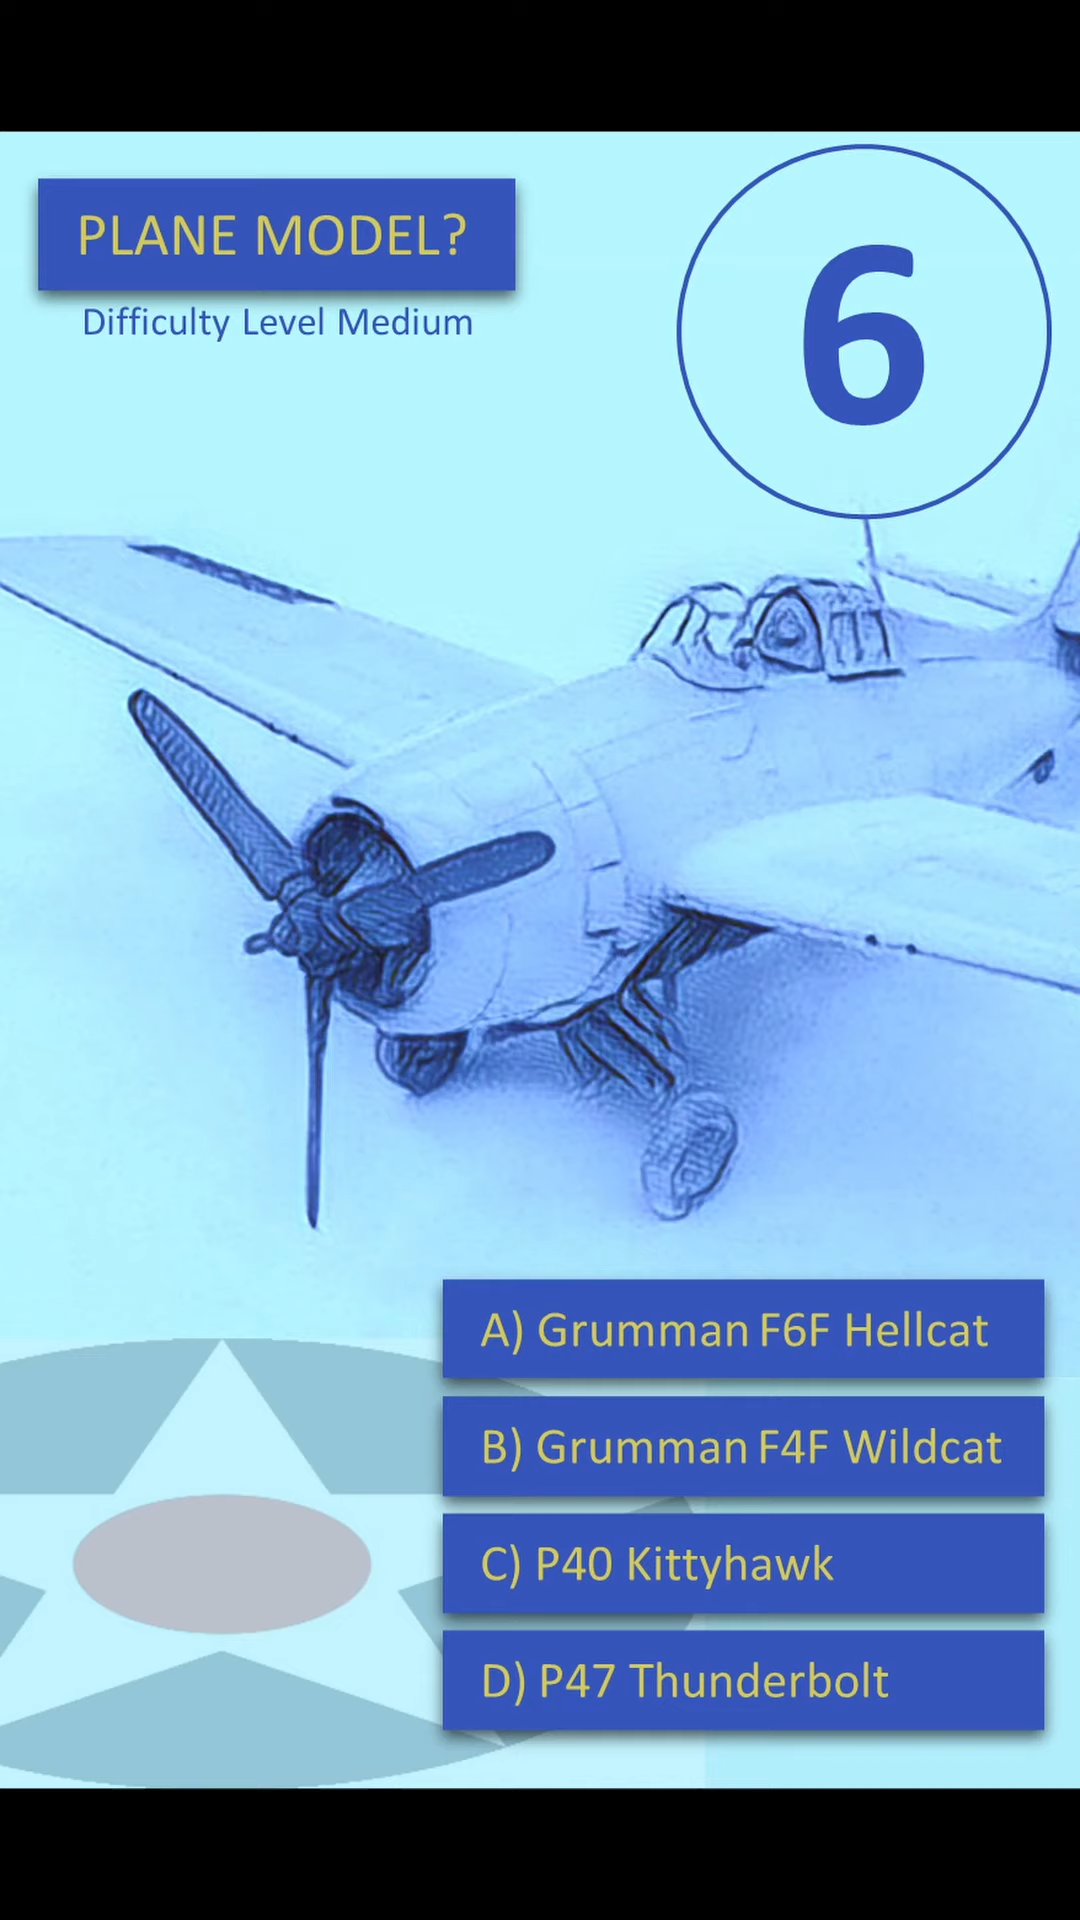 PLANE MODEL?
Difficulty Level Medium
6
A) Grumman F6F Hellcat
B) Grumman F4F Wildcat
C) P40 Kittyhawk
D) P47 Thunderbolt